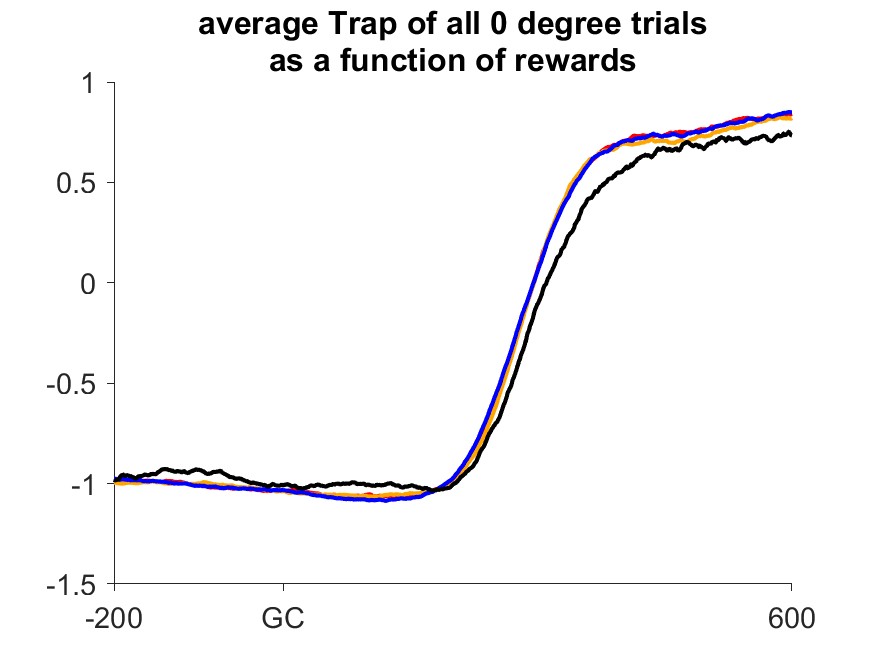 average Trap of all 0 degree trials
as a function of rewards
1
0.5
0
-0.5
-1
-1.5
-200 GC 600